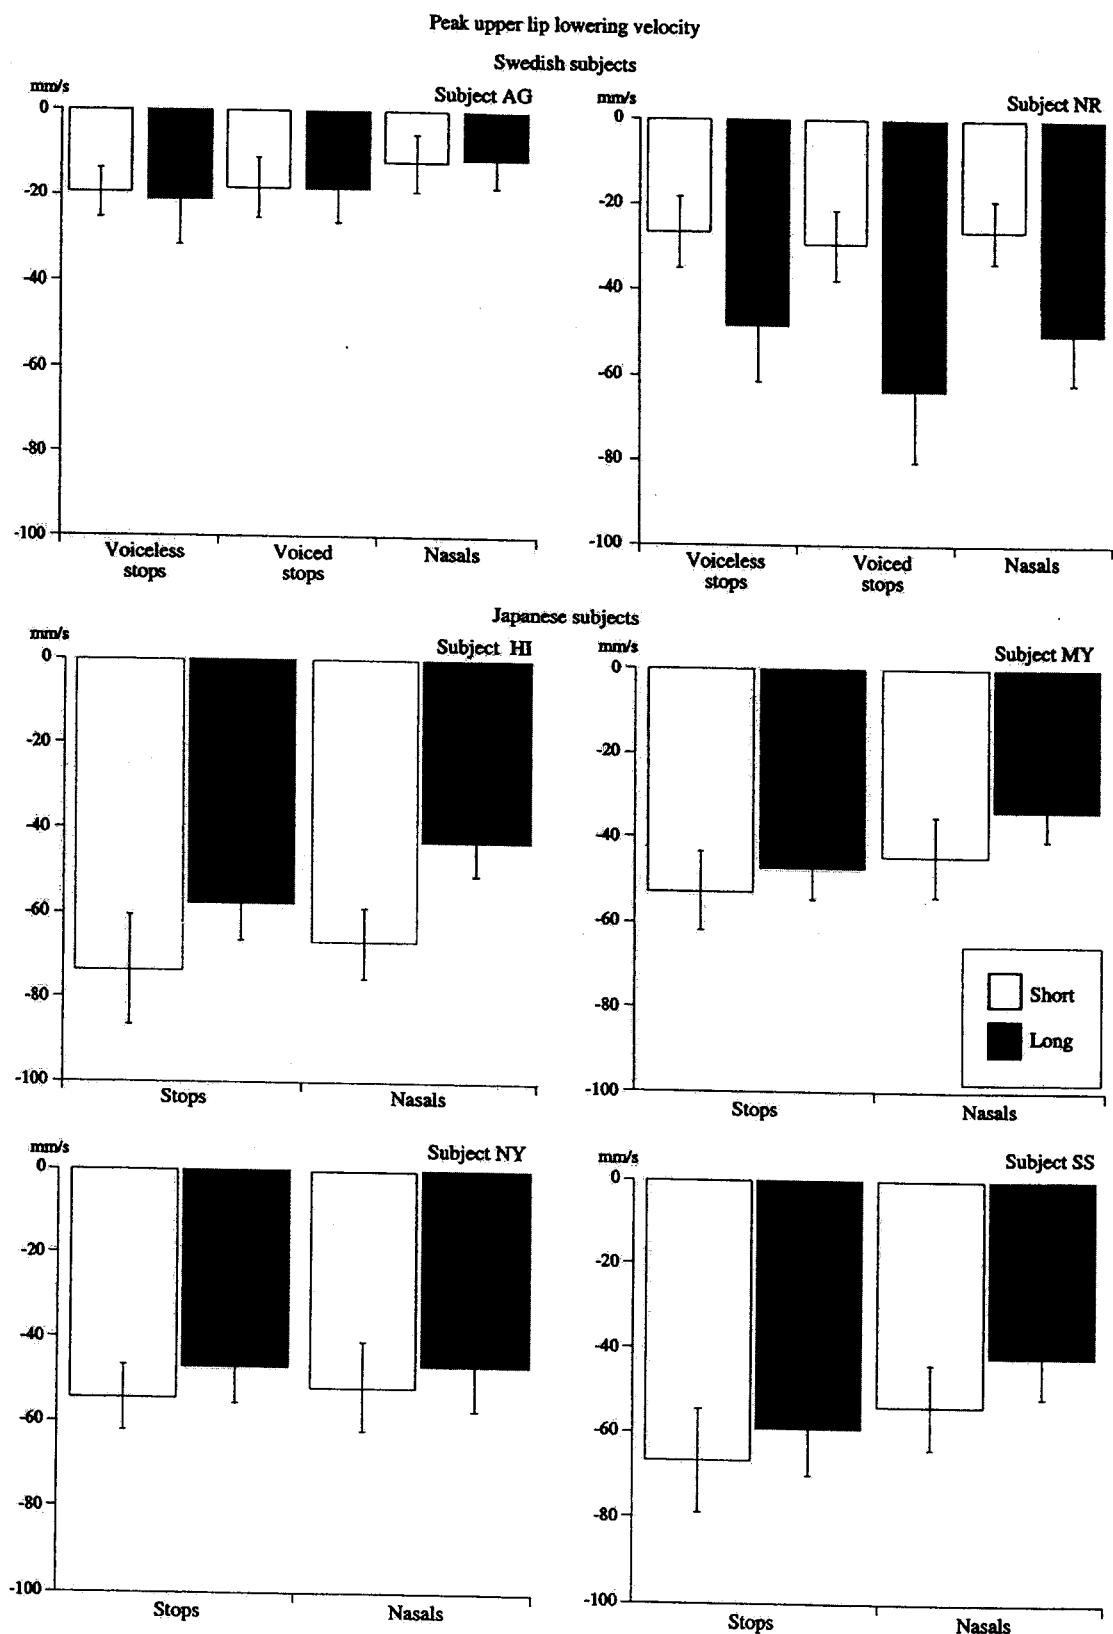 Peak upper lip lowering velocity
Swedish subjects
mm/s
Subject AG
0
-20
-40
-60
-80
-100
Voiceless
stops
Voiced
stops
Nasals
mm/s
Subject NR
0
-20
-40
-60
-80
-100
Voiceless
stops
Voiced
stops
Nasals
Japanese subjects
mm/s
Subject HI
0
-20
-40
-60
-80
-100
Stops
Nasals
mm/s
Subject MY
0
-20
-40
-60
-80
-100
Short
Long
Stops
Nasals
mm/s
Subject NY
0
-20
-40
-60
-80
-100
Stops
Nasals
mm/s
Subject SS
0
-20
-40
-60
-80
-100
Stops
Nasals